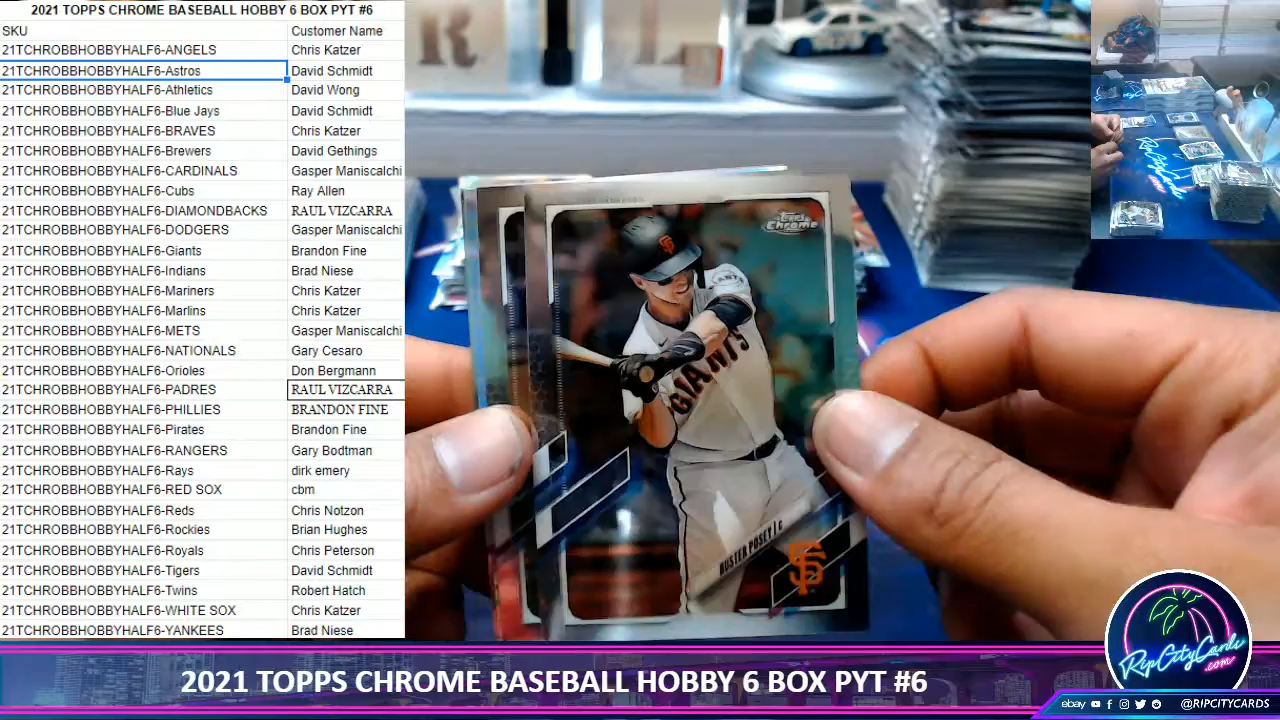 2021 TOPPS CHROME BASEBALL HOBBY 6 BOX PYT #6
SKU Customer Name
21TCHROBBHOBBYHALF6-ANGELS Chris Katzer
21TCHROBBHOBBYHALF6-Astros David Schmidt
21TCHROBBHOBBYHALF6-Athletics David Wong
21TCHROBBHOBBYHALF6-Blue Jays David Schmidt
21TCHROBBHOBBYHALF6-BRAVES Chris Katzer
21TCHROBBHOBBYHALF6-Brewers David Gethings
21TCHROBBHOBBYHALF6-CARDINALS Gasper Maniscalchi
21TCHROBBHOBBYHALF6-Cubs Ray Allen
21TCHROBBHOBBYHALF6-DIAMONDBACKS RAUL VIZCARRA
21TCHROBBHOBBYHALF6-DODGERS Gasper Maniscalchi
21TCHROBBHOBBYHALF6-Giants Brandon Fine
21TCHROBBHOBBYHALF6-Indians Brad Niese
21TCHROBBHOBBYHALF6-Mariners Chris Katzer
21TCHROBBHOBBYHALF6-Marlins Chris Katzer
21TCHROBBHOBBYHALF6-METS Gasper Maniscalchi
21TCHROBBHOBBYHALF6-NATIONALS Gary Cesaro
21TCHROBBHOBBYHALF6-Orioles Don Bergmann
21TCHROBBHOBBYHALF6-PADRES RAUL VIZCARRA
21TCHROBBHOBBYHALF6-PHILLIES BRANDON FINE
21TCHROBBHOBBYHALF6-Pirates Brandon Fine
21TCHROBBHOBBYHALF6-RANGERS Gary Bodtman
21TCHROBBHOBBYHALF6-Rays dirk emery
21TCHROBBHOBBYHALF6-RED SOX cbm
21TCHROBBHOBBYHALF6-Reds Chris Notzon
21TCHROBBHOBBYHALF6-Rockies Brian Hughes
21TCHROBBHOBBYHALF6-Royals Chris Peterson
21TCHROBBHOBBYHALF6-Tigers David Schmidt
21TCHROBBHOBBYHALF6-Twins Robert Hatch
21TCHROBBHOBBYHALF6-WHITE SOX Chris Katzer
21TCHROBBHOBBYHALF6-YANKEES Brad Niese
Topps
Chrome
GIANTS
BUSTER POSEY | C
SF
RipCityCards
.com
2021 TOPPS CHROME BASEBALL HOBBY 6 BOX PYT #6
ebay @RIPCITYCARDS